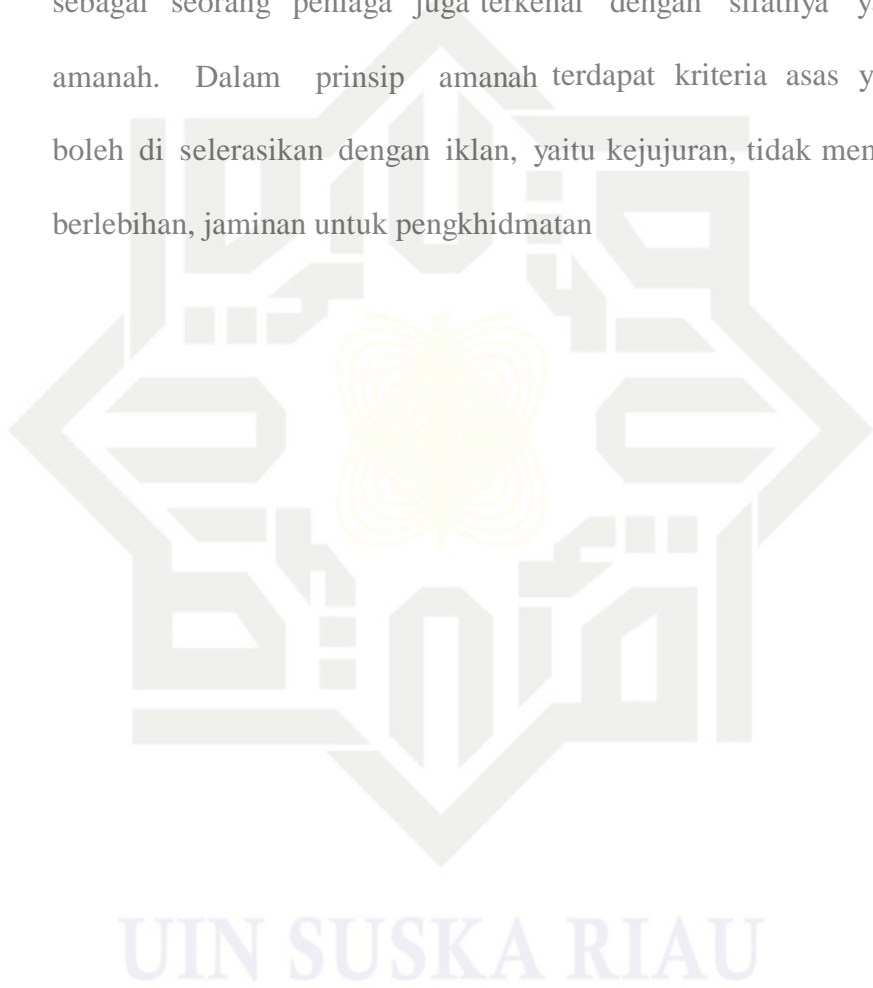 sebagai seorang peniaga juga terkenal dengan sifatnya
amanah. Dalam prinsip amanah terdapat kriteria asas
boleh di selerasikan dengan iklan, yaitu kejujuran, tidak
berlebihan, jaminan untuk pengkhidmatan
UIN SUSKA RIAU